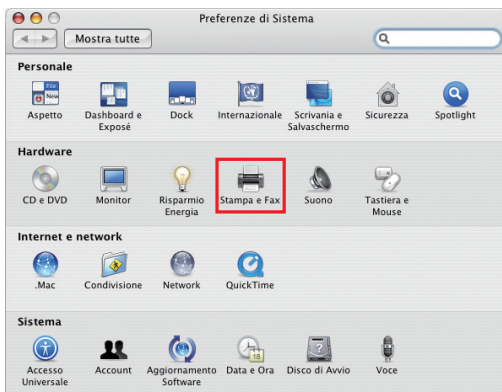 Preferenze di Sistema
Mostra tutte
Personale
Aspetto
Dashboard e
Exposé
Dock
Internazionale
Scrivania e
Salvaschermo
Sicurezza
Spotlight
Hardware
CD e DVD
Monitor
Risparmio
Energia
Stampa e Fax
Suono
Tastiera e
Mouse
Internet e network
.Mac
Condivisione
Network
QuickTime
Sistema
Accesso
Universale
Account
Aggiornamento
Software
18
Data e Ora
Disco di Avvio
Voce